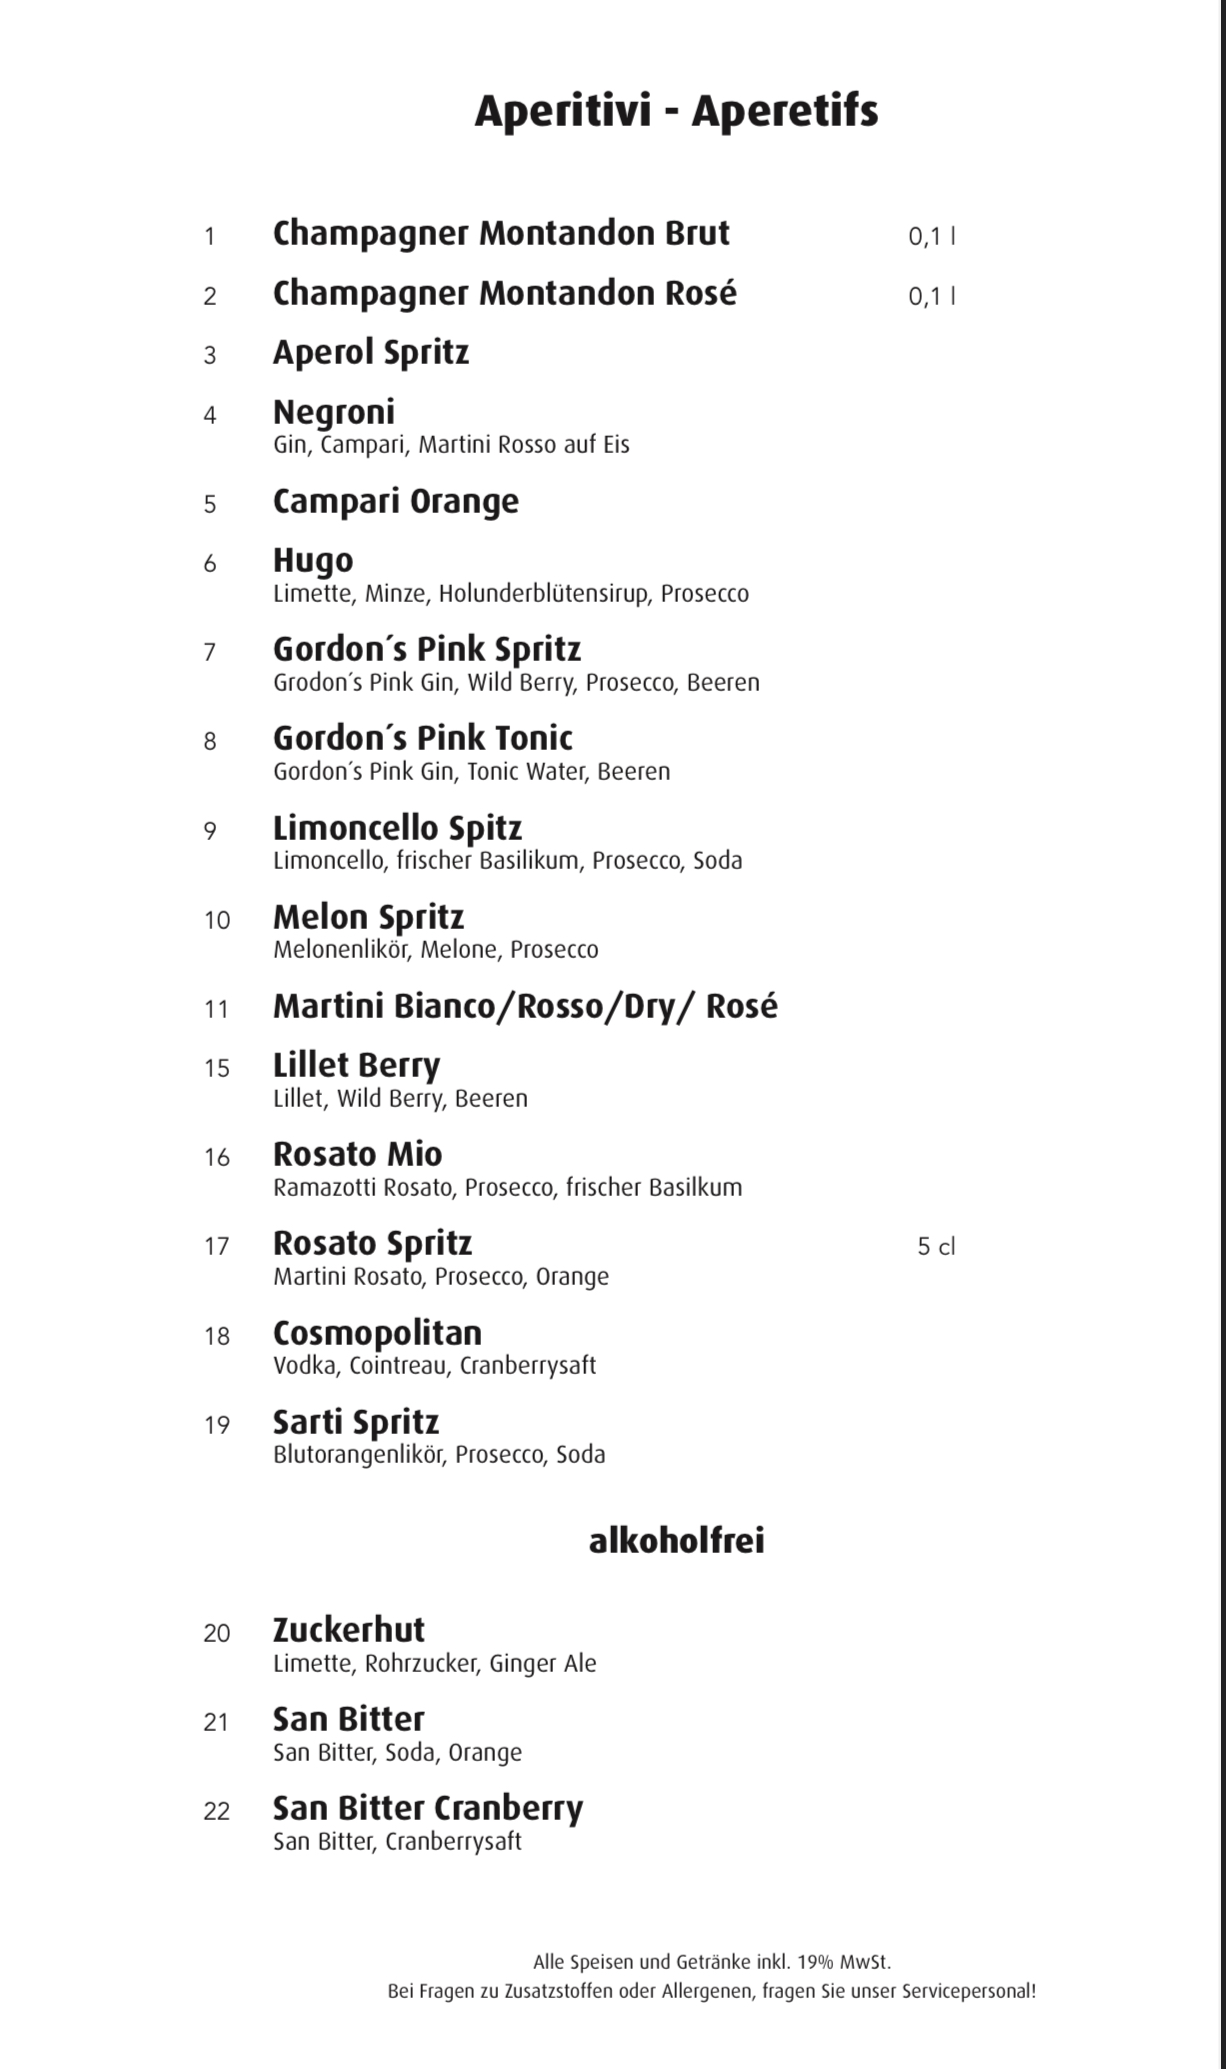 Aperitivi - Aperetifs
1 Champagner Montandon Brut 0,1 l
2 Champagner Montandon Rosé 0,1 l
3 Aperol Spritz
4 Negroni
Gin, Campari, Martini Rosso auf Eis
5 Campari Orange
6 Hugo
Limette, Minze, Holunderblütensirup, Prosecco
7 Gordon´s Pink Spritz
Grodon´s Pink Gin, Wild Berry, Prosecco, Beeren
8 Gordon´s Pink Tonic
Gordon´s Pink Gin, Tonic Water, Beeren
9 Limoncello Spitz
Limoncello, frischer Basilikum, Prosecco, Soda
10 Melon Spritz
Melonenlikör, Melone, Prosecco
11 Martini Bianco/Rosso/Dry/ Rosé
15 Lillet Berry
Lillet, Wild Berry, Beeren
16 Rosato Mio
Ramazotti Rosato, Prosecco, frischer Basilkum
17 Rosato Spritz 5 cl
Martini Rosato, Prosecco, Orange
18 Cosmopolitan
Vodka, Cointreau, Cranberrysaft
19 Sarti Spritz
Blutorangenlikör, Prosecco, Soda
alkoholfrei
20 Zuckerhut
Limette, Rohrzucker, Ginger Ale
21 San Bitter
San Bitter, Soda, Orange
22 San Bitter Cranberry
San Bitter, Cranberrysaft
Alle Speisen und Getränke inkl. 19% MwSt.
Bei Fragen zu Zusatzstoffen oder Allergenen, fragen Sie unser Servicepersonal!